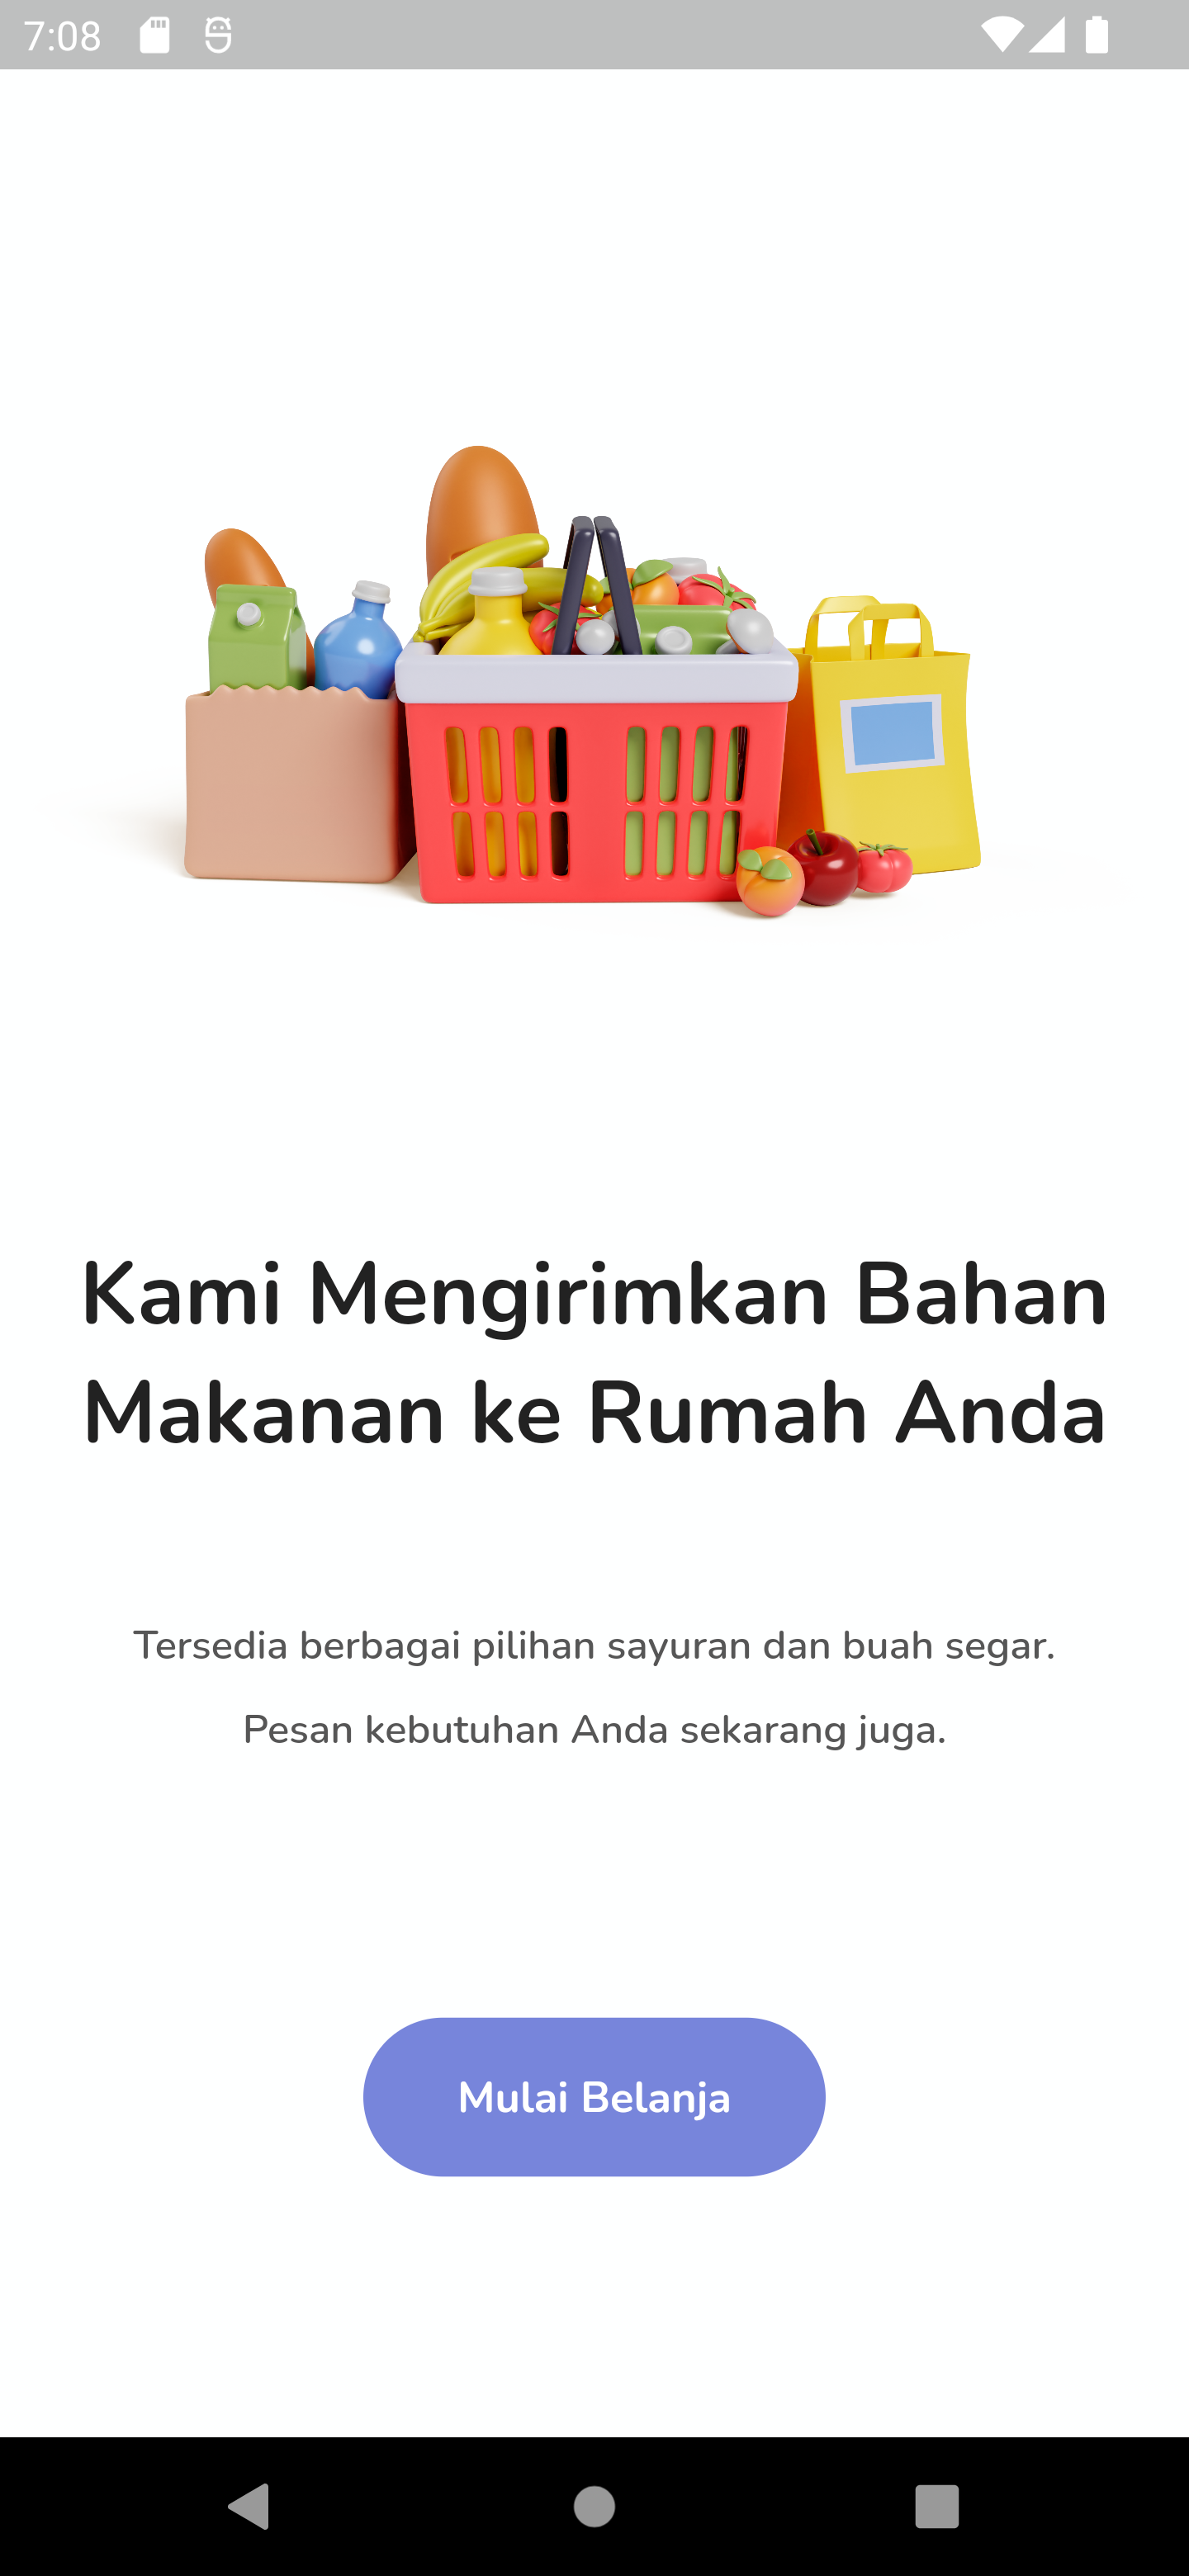 7:08
Kami Mengirimkan Bahan
Makanan ke Rumah Anda
Tersedia berbagai pilihan sayuran dan buah segar.
Pesan kebutuhan Anda sekarang juga.
Mulai Belanja